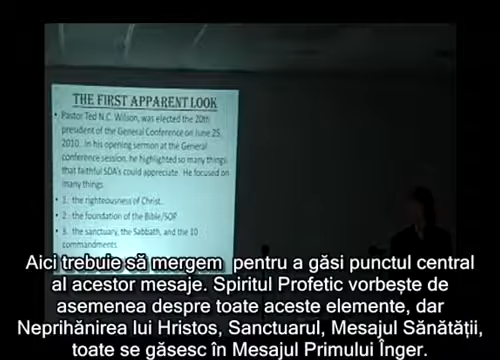 THE FIRST APPARENT LOOK
• Pastor Ted N.C. Wilson, was elected the 20th
president of the General Conference on June 25,
2010. In his opening sermon at the General
conference session, he highlighted so many things
that faithful SDA's could appreciate. He focused on
many things
• 1. the righteousness of Christ.
• 2. the foundation of the Bible/SOP
• 3. the sanctuary, the Sabbath, and the 10
commandments.
Aici trebuie să mergem pentru a găsi punctul central
al acestor mesaje. Spiritul Profetic vorbește de
asemenea despre toate aceste elemente, dar
Neprihănirea lui Hristos, Sanctuarul, Mesajul Sănătății,
toate se găsesc în Mesajul Primului Înger.